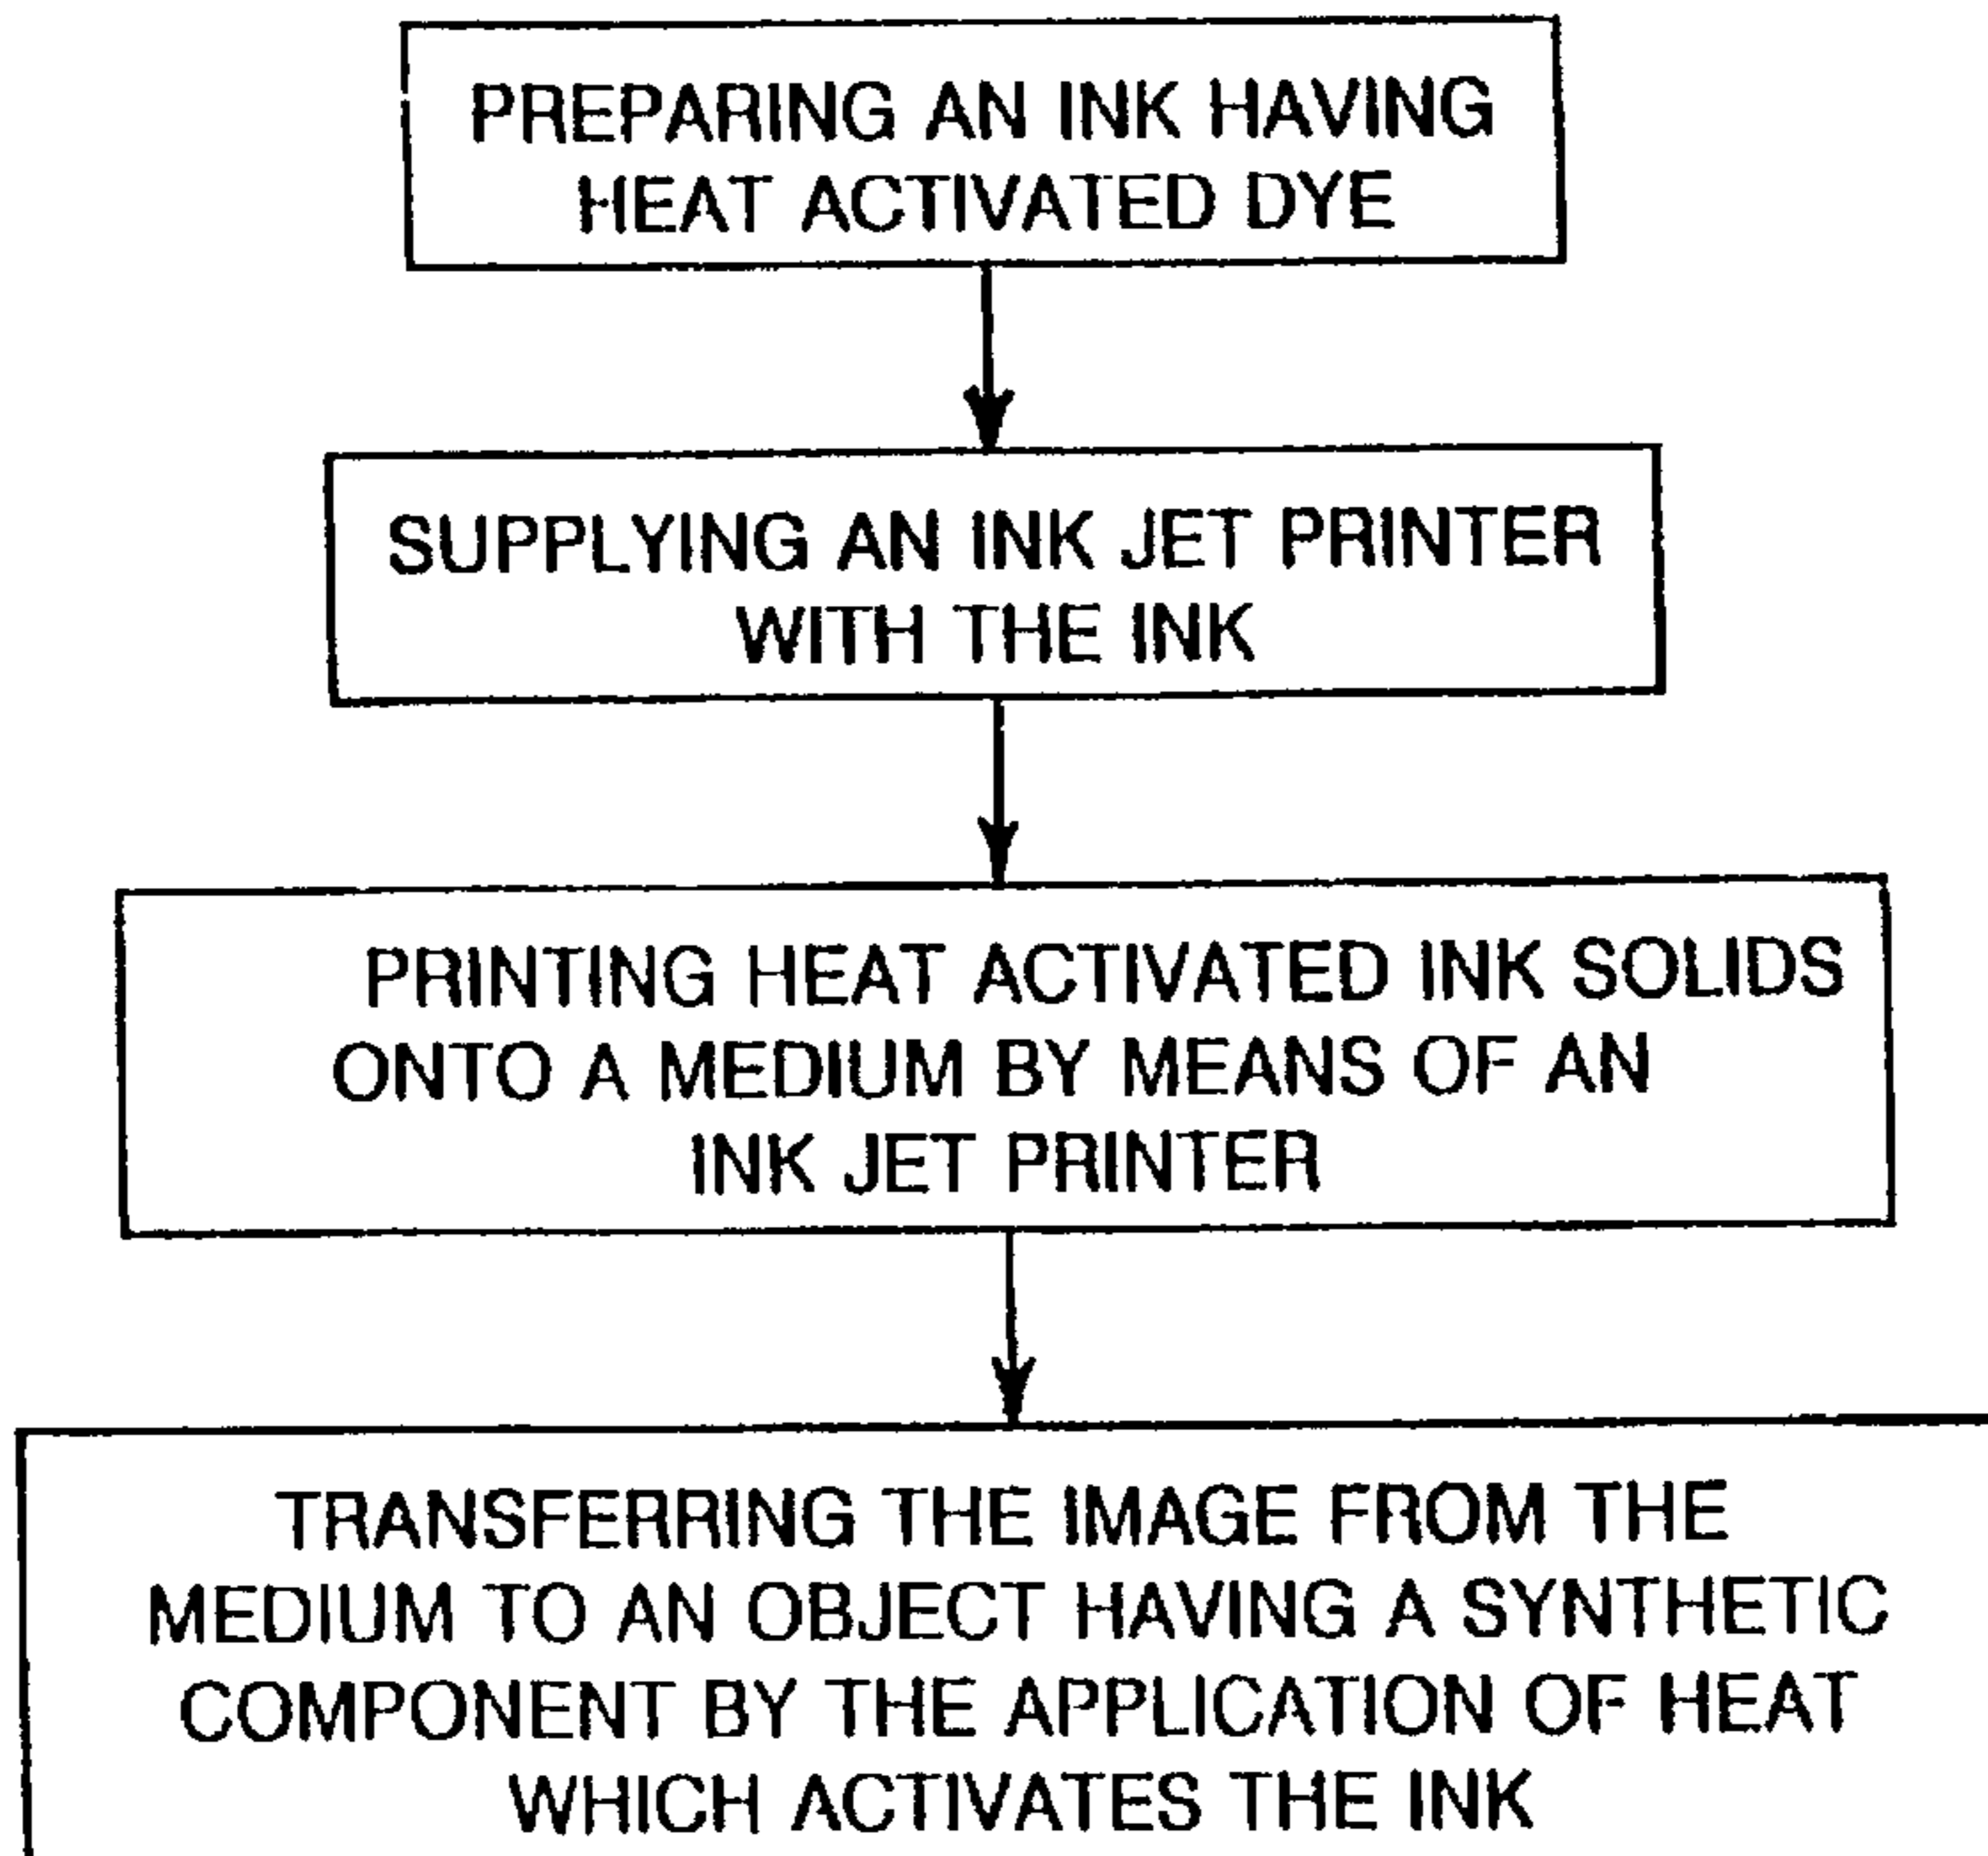 PREPARING AN INK HAVING
HEAT ACTIVATED DYE
SUPPLYING AN INK JET PRINTER
WITH THE INK
PRINTING HEAT ACTIVATED INK SOLIDS
ONTO A MEDIUM BY MEANS OF AN
INK JET PRINTER
TRANSFERRING THE IMAGE FROM THE
MEDIUM TO AN OBJECT HAVING A SYNTHETIC
COMPONENT BY THE APPLICATION OF HEAT
WHICH ACTIVATES THE INK